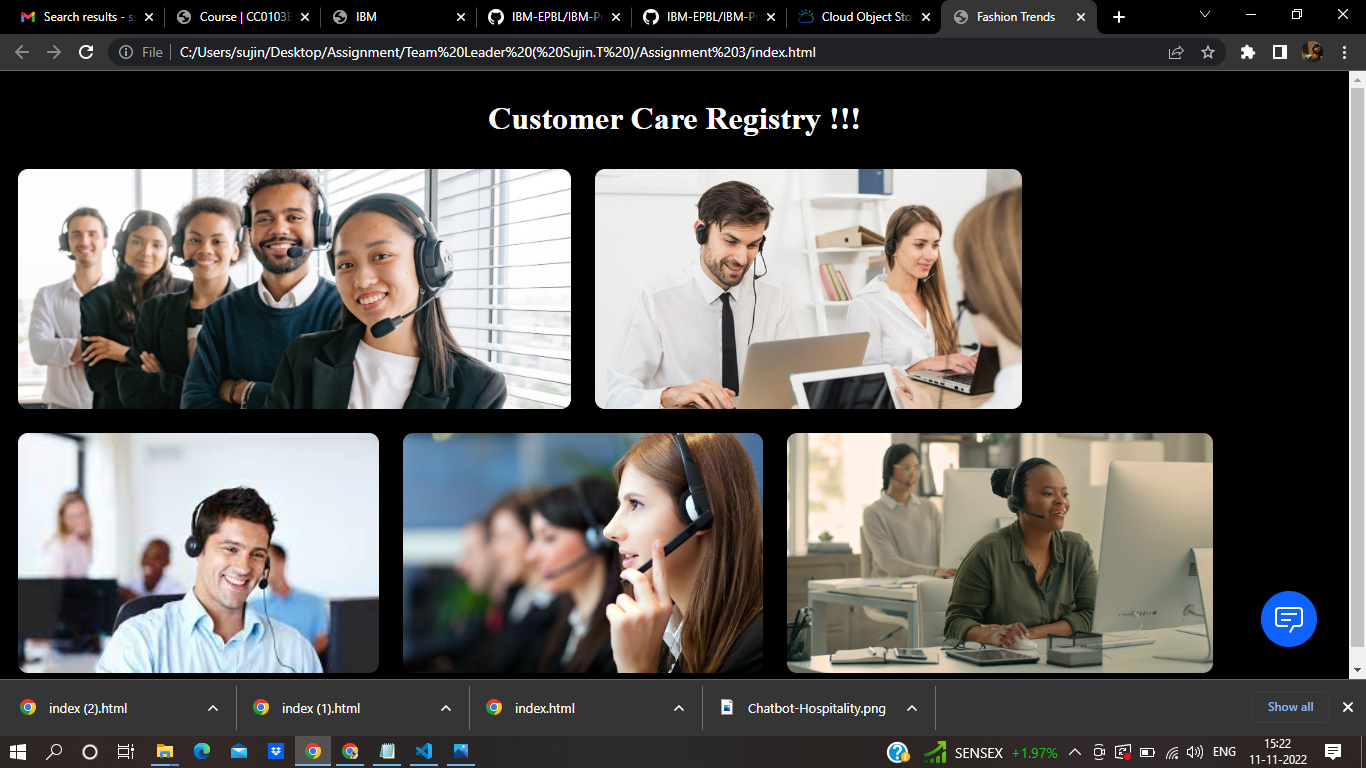 Search results - s
Course | CC0103E
IBM
IBM-EPBL/IBM-P
IBM-EPBL/IBM-P
Cloud Object Sto
Fashion Trends
File
C:/Users/sujin/Desktop/Assignment/Team%20Leader%20(%20Sujin.T%20)/Assignment%203/index.html
Customer Care Registry !!!
index (2).html
index (1).html
index.html
Chatbot-Hospitality.png
Show all
SENSEX +1.97%
ENG
15:22
11-11-2022